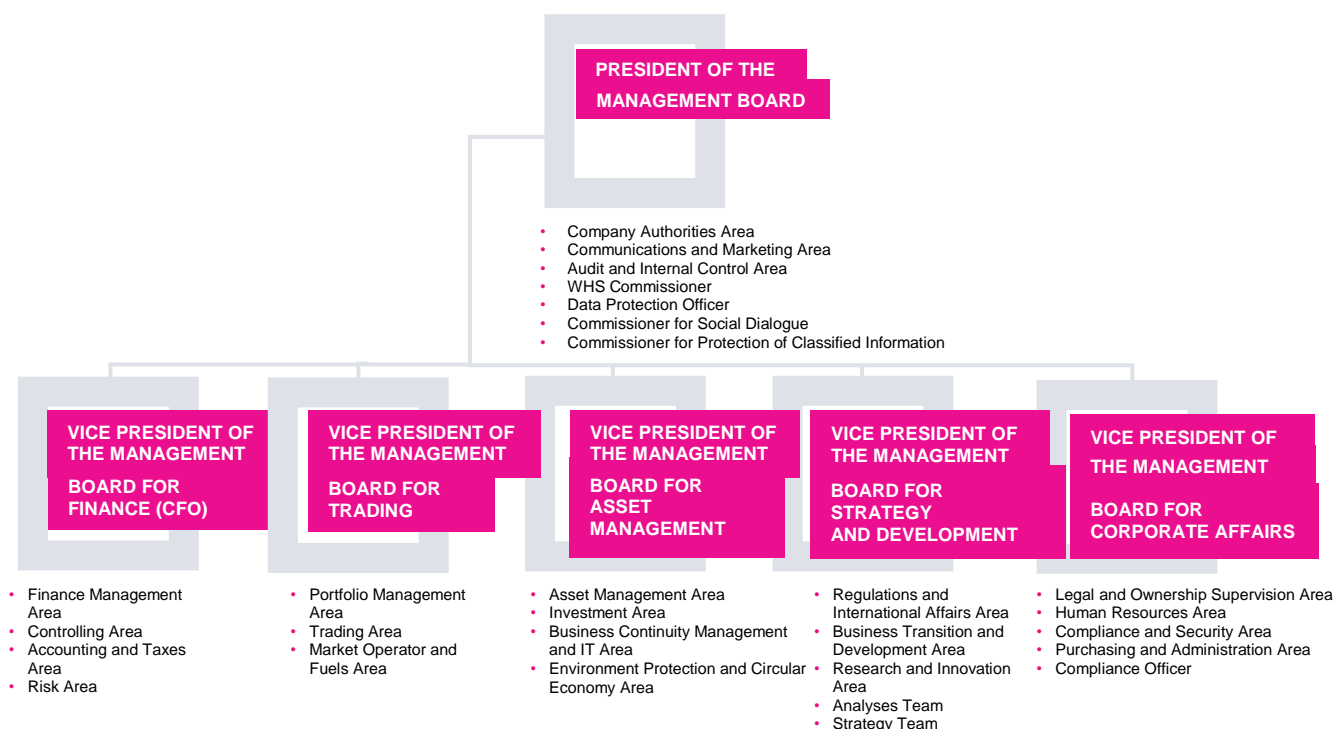 PRESIDENT OF THE
MANAGEMENT BOARD
• Company Authorities Area
• Communications and Marketing Area
• Audit and Internal Control Area
• WHS Commissioner
• Data Protection Officer
• Commissioner for Social Dialogue
• Commissioner for Protection of Classified Information
VICE PRESIDENT OF
THE MANAGEMENT
BOARD FOR
FINANCE (CFO)
• Finance Management
Area
• Controlling Area
• Accounting and Taxes
Area
• Risk Area
VICE PRESIDENT OF
THE MANAGEMENT
BOARD FOR
TRADING
• Portfolio Management
Area
• Trading Area
• Market Operator and
Fuels Area
VICE PRESIDENT OF
THE MANAGEMENT
BOARD FOR
ASSET
MANAGEMENT
• Asset Management Area
• Investment Area
• Business Continuity Management
and IT Area
• Environment Protection and Circular
Economy Area
VICE PRESIDENT OF
THE MANAGEMENT
BOARD FOR
STRATEGY
AND DEVELOPMENT
• Regulations and
International Affairs Area
• Business Transition and
Development Area
• Research and Innovation
Area
• Analyses Team
• Strategy Team
VICE PRESIDENT OF
THE MANAGEMENT
BOARD FOR
CORPORATE AFFAIRS
• Legal and Ownership Supervision Area
• Human Resources Area
• Compliance and Security Area
• Purchasing and Administration Area
• Compliance Officer